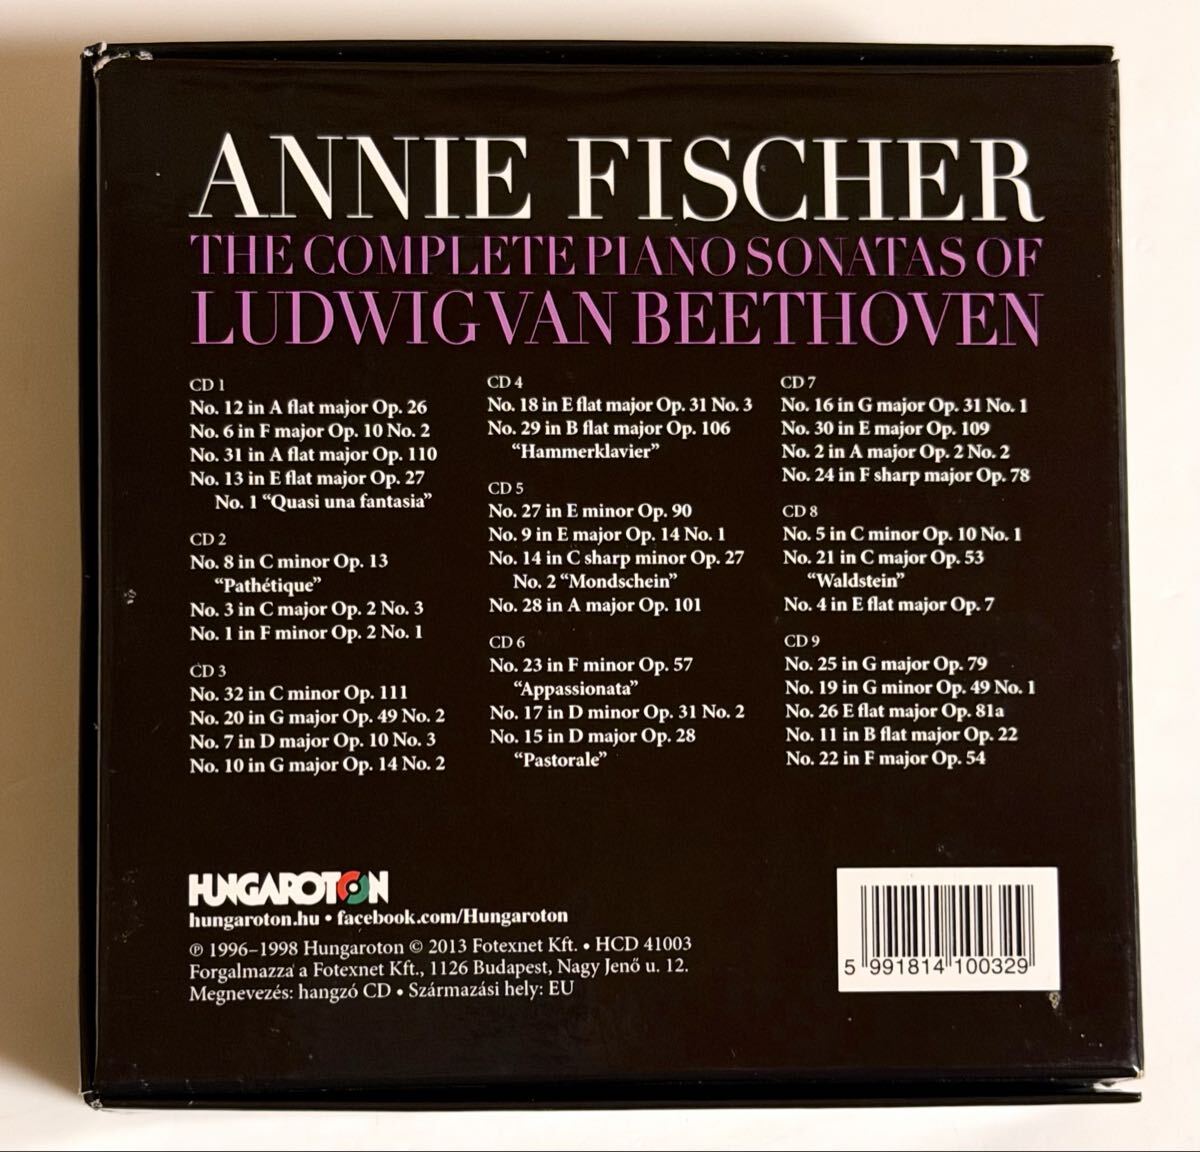 ANNIE FISCHER
THE COMPLETE PIANO SONATAS OF
LUDWIG VAN BEETHOVEN
CD 1
No. 12 in A flat major Op. 26
No. 6 in F major Op. 10 No. 2
No. 31 in A flat major Op. 110
No. 13 in E flat major Op. 27
No. 1 “Quasi una fantasia”
CD 2
No. 8 in C minor Op. 13
“Pathétique”
No. 3 in C major Op. 2 No. 3
No. 1 in F minor Op. 2 No. 1
CD 3
No. 32 in C minor Op. 111
No. 20 in G major Op. 49 No. 2
No. 7 in D major Op. 10 No. 3
No. 10 in G major Op. 14 No. 2
CD 4
No. 18 in E flat major Op. 31 No. 3
No. 29 in B flat major Op. 106
“Hammerklavier”
CD 5
No. 27 in E minor Op. 90
No. 9 in E major Op. 14 No. 1
No. 14 in C sharp minor Op. 27
No. 2 “Mondschein”
No. 28 in A major Op. 101
CD 6
No. 23 in F minor Op. 57
“Appassionata”
No. 17 in D minor Op. 31 No. 2
No. 15 in D major Op. 28
“Pastorale”
CD 7
No. 16 in G major Op. 31 No. 1
No. 30 in E major Op. 109
No. 2 in A major Op. 2 No. 2
No. 24 in F sharp major Op. 78
CD 8
No. 5 in C minor Op. 10 No. 1
No. 21 in C major Op. 53
“Waldstein”
No. 4 in E flat major Op. 7
CD 9
No. 25 in G major Op. 79
No. 19 in G minor Op. 49 No. 1
No. 26 E flat major Op. 81a
No. 11 in B flat major Op. 22
No. 22 in F major Op. 54
HUNGAROTON
hungaroton.hu • facebook.com/Hungaroton
℗ 1996–1998 Hungaroton © 2013 Fotexnet Kft. • HCD 41003
Forgalmazza a Fotexnet Kft., 1126 Budapest, Nagy Jenő u. 12.
Megnevezés: hangzó CD • Származási hely: EU
5 991814 100329